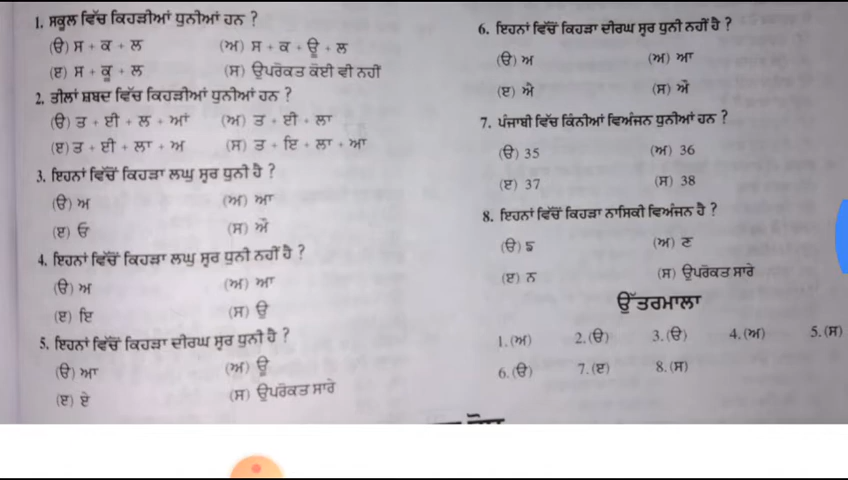 1. ਸਕੂਲ ਵਿੱਚ ਕਿਹੜੀਆਂ ਧੁਨੀਆਂ ਹਨ ?
(ੳ) ਸ + ਕ + ਲ (ਅ) ਸ + ਕ + ਊ + ਲ
(ੲ) ਸ + ਕੂ + ਲ (ਸ) ਉਪਰੋਕਤ ਕੋਈ ਵੀ ਨਹੀਂ
2. ਤੀਲਾਂ ਸ਼ਬਦ ਵਿੱਚ ਕਿਹੜੀਆਂ ਧੁਨੀਆਂ ਹਨ ?
(ੳ) ਤ + ਈ + ਲ + ਆਂ (ਅ) ਤ + ਈ + ਲਾ
(ੲ) ਤ + ਈ + ਲਾ + ਅ (ਸ) ਤ + ਇ + ਲਾ + ਆ
3. ਇਹਨਾਂ ਵਿੱਚੋਂ ਕਿਹੜਾ ਲਘੂ ਸੁਰ ਧੁਨੀ ਹੈ ?
(ੳ) ਅ (ਅ) ਆ
(ੲ) ਓ (ਸ) ਐ
4. ਇਹਨਾਂ ਵਿੱਚੋਂ ਕਿਹੜਾ ਲਘੂ ਸੁਰ ਧੁਨੀ ਨਹੀਂ ਹੈ ?
(ੳ) ਅ (ਅ) ਆ
(ੲ) ਇ (ਸ) ਉ
5. ਇਹਨਾਂ ਵਿੱਚੋਂ ਕਿਹੜਾ ਦੀਰਘ ਸੁਰ ਧੁਨੀ ਹੈ ?
(ੳ) ਆ (ਅ) ਊ
(ੲ) ਏ (ਸ) ਉਪਰੋਕਤ ਸਾਰੇ
6. ਇਹਨਾਂ ਵਿੱਚੋਂ ਕਿਹੜਾ ਦੀਰਘ ਸੁਰ ਧੁਨੀ ਨਹੀਂ ਹੈ ?
(ੳ) ਅ (ਅ) ਆ
(ੲ) ਐ (ਸ) ਔ
7. ਪੰਜਾਬੀ ਵਿਚ ਕਿੰਨੀਆਂ ਵਿਅੰਜਨ ਧੁਨੀਆਂ ਹਨ ?
(ੳ) 35 (ਅ) 36
(ੲ) 37 (ਸ) 38
8. ਇਹਨਾਂ ਵਿੱਚੋਂ ਕਿਹੜਾ ਨਾਸਿਕੀ ਵਿਅੰਜਨ ਹੈ ?
(ੳ) ਙ (ਅ) ਣ
(ੲ) ਨ (ਸ) ਉਪਰੋਕਤ ਸਾਰੇ
ਉੱਤਰਮਾਲਾ
1. (ਅ) 2. (ੳ) 3. (ੳ) 4. (ਅ) 5. (ਸ)
6. (ੳ) 7. (ੲ) 8. (ਸ)